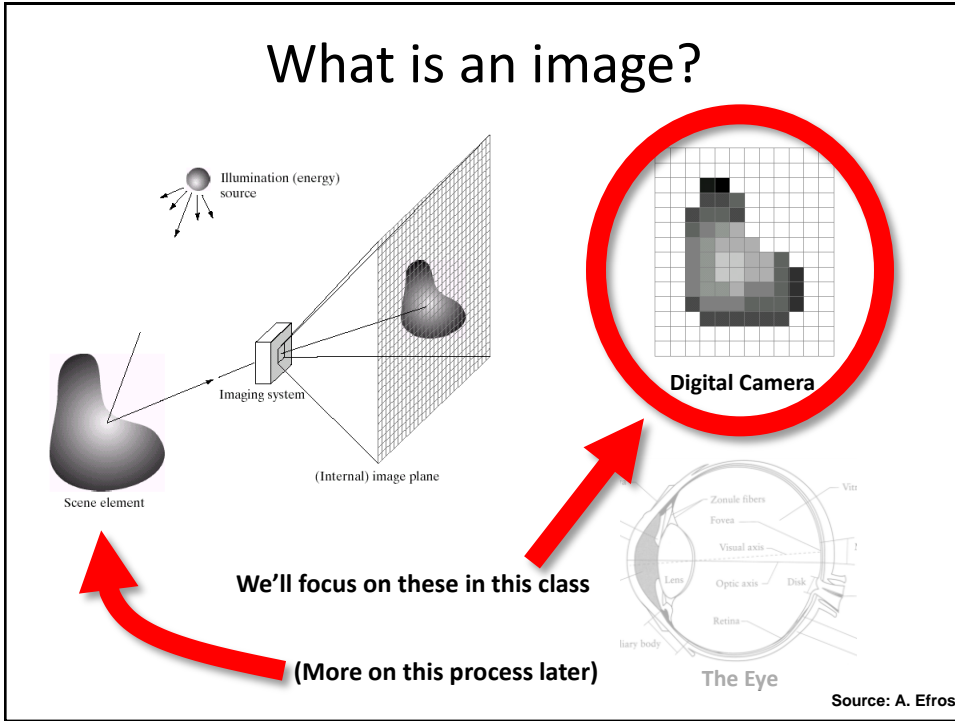 What is an image?
Illumination (energy)
source
Imaging system
(Internal) image plane
Scene element
Digital Camera
Zonule fibers
Fovea
Visual axis
Optic axis
Lens
Disk
Retina
We'll focus on these in this class
(More on this process later)
The Eye
Source: A. Efros